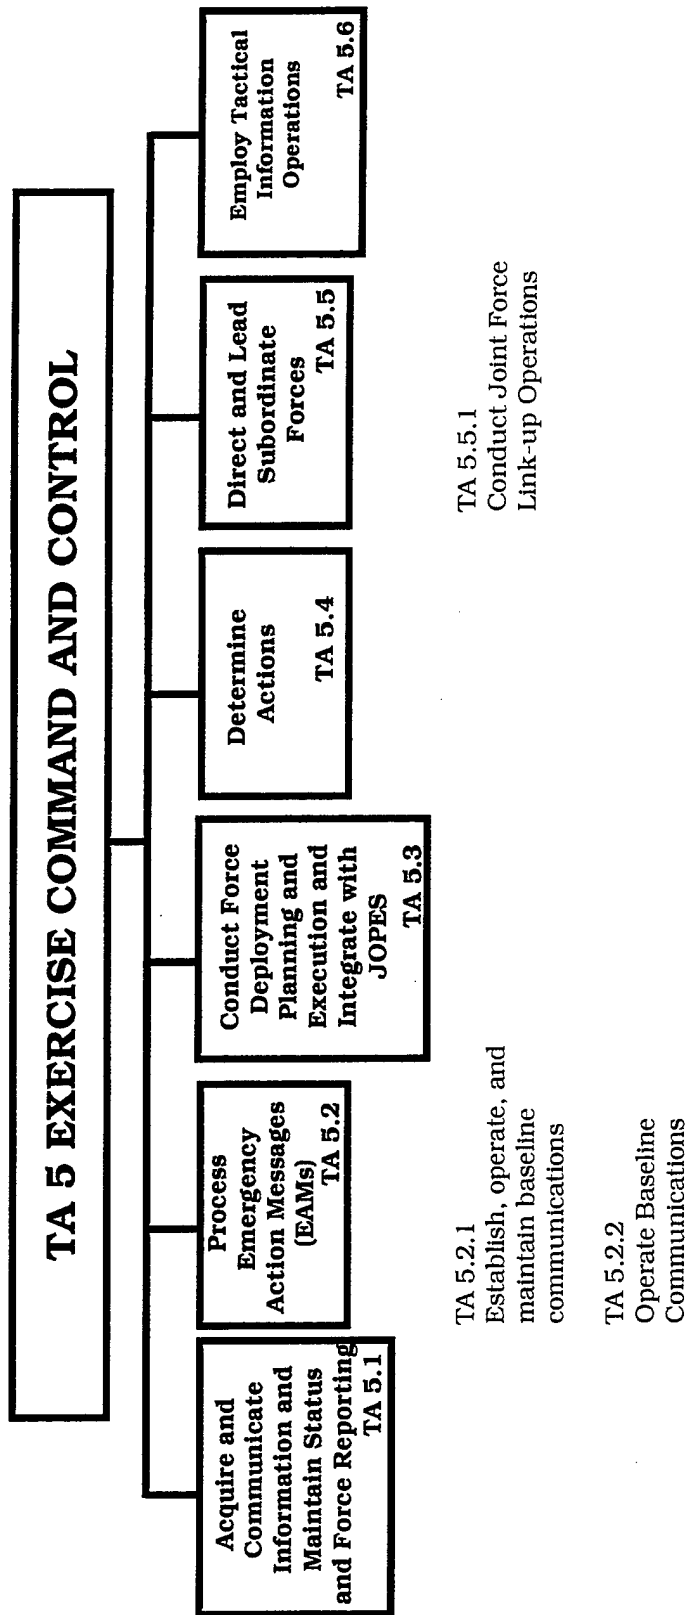 TA 5 EXERCISE COMMAND AND CONTROL
Acquire and
Communicate
Information and
Maintain Status
and Force Reporting
TA 5.1
Process
Emergency
Action Messages
(EAMs)
TA 5.2
Conduct Force
Deployment
Planning and
Execution and
Integrate with
JOPES
TA 5.3
Determine
Actions
TA 5.4
Direct and Lead
Subordinate
Forces
TA 5.5
Employ Tactical
Information
Operations
TA 5.6
TA 5.2.1
Establish, operate, and
maintain baseline
communications
TA 5.2.2
Operate Baseline
Communications
TA 5.5.1
Conduct Joint Force
Link-up Operations